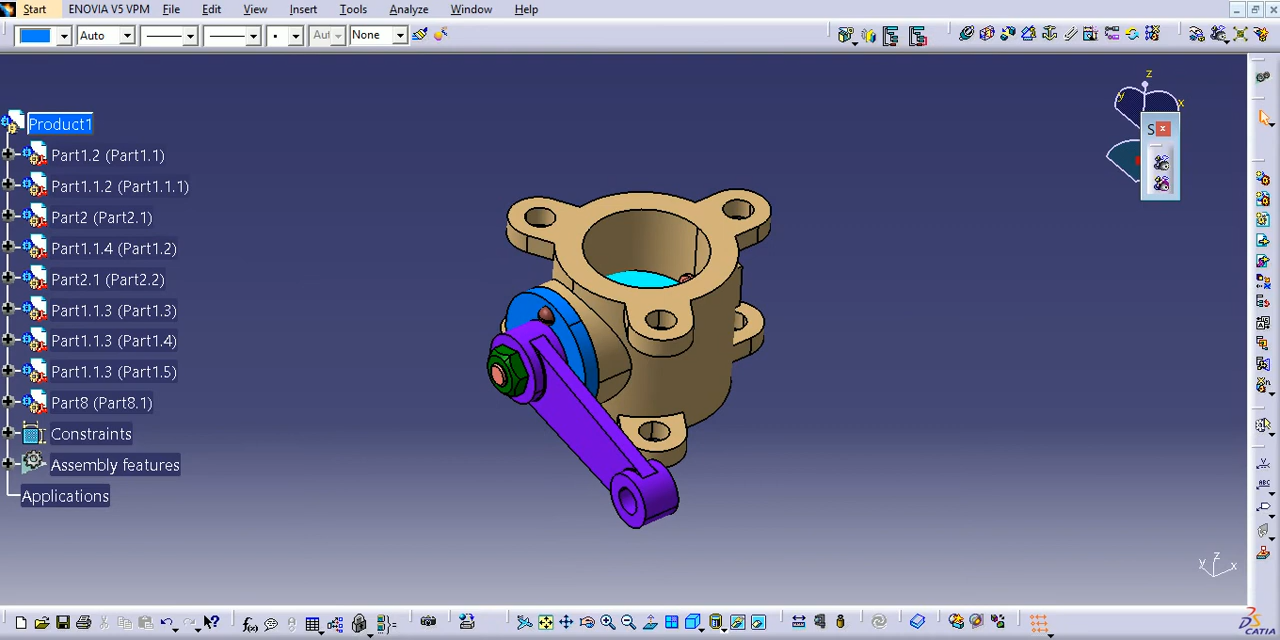 Start ENOVIA V5 VPM File Edit View Insert Tools Analyze Window Help
Auto Aut None
z
y x
S
Product1
Part1.2 (Part1.1)
Part1.1.2 (Part1.1.1)
Part2 (Part2.1)
Part1.1.4 (Part1.2)
Part2.1 (Part2.2)
Part1.1.3 (Part1.3)
Part1.1.3 (Part1.4)
Part1.1.3 (Part1.5)
Part8 (Part8.1)
Constraints
Assembly features
Applications
ABC
z
y x
f(x)
DS
CATIA